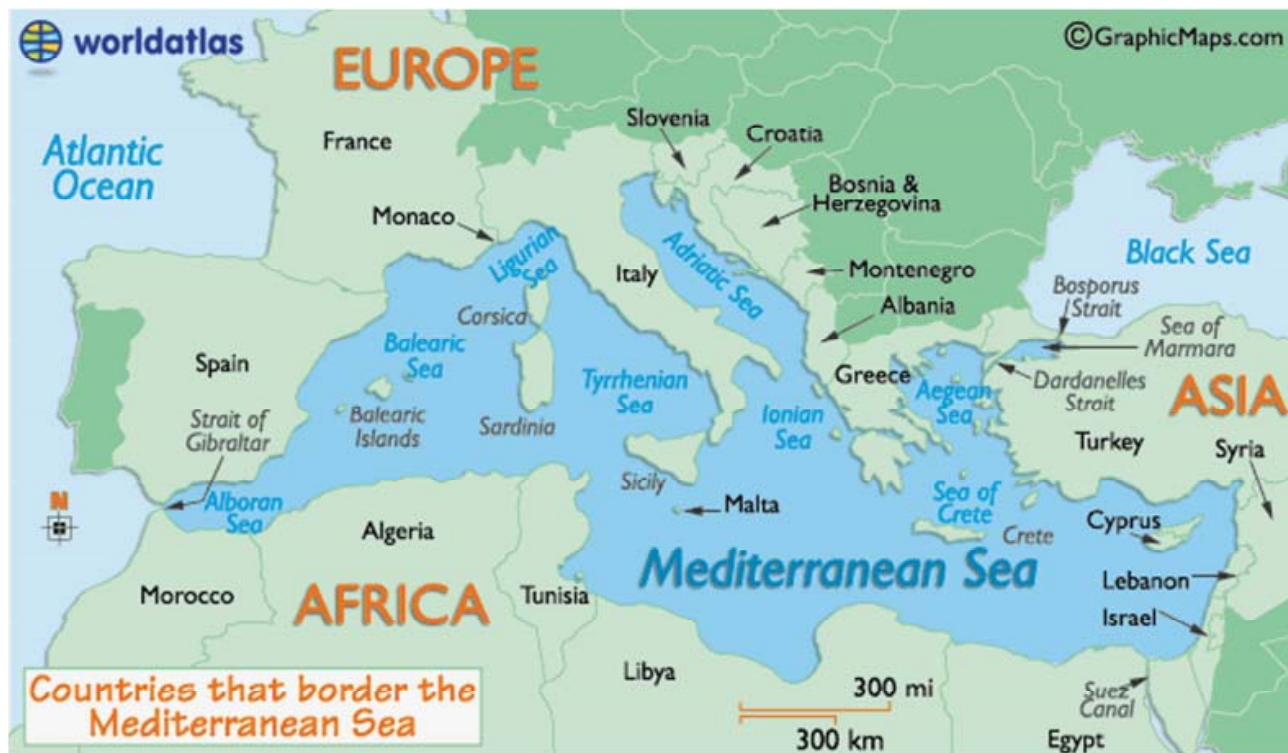 worldatlas
©GraphicMaps.com
EUROPE
Slovenia
Croatia
France
Atlantic
Ocean
Bosnia &
Herzegovina
Monaco
Ligurian
Sea
Adriatic Sea
Black Sea
Italy
Montenegro
Bosporus
Strait
Albania
Corsica
Sea of
Marmara
Balearic
Sea
Spain
Tyrrhenian
Sea
Greece
Aegean
Sea
Dardanelles
Strait
ASIA
Ionian
Sea
Strait of
Gibraltar
Balearic
Islands
Sardinia
Turkey
Syria
Sicily
N
Alboran
Sea
Malta
Sea of
Crete
Crete
Cyprus
Algeria
Mediterranean Sea
Lebanon
Morocco
AFRICA
Tunisia
Israel
Libya
Countries that border the
Mediterranean Sea
300 mi
300 km
Suez
Canal
Egypt